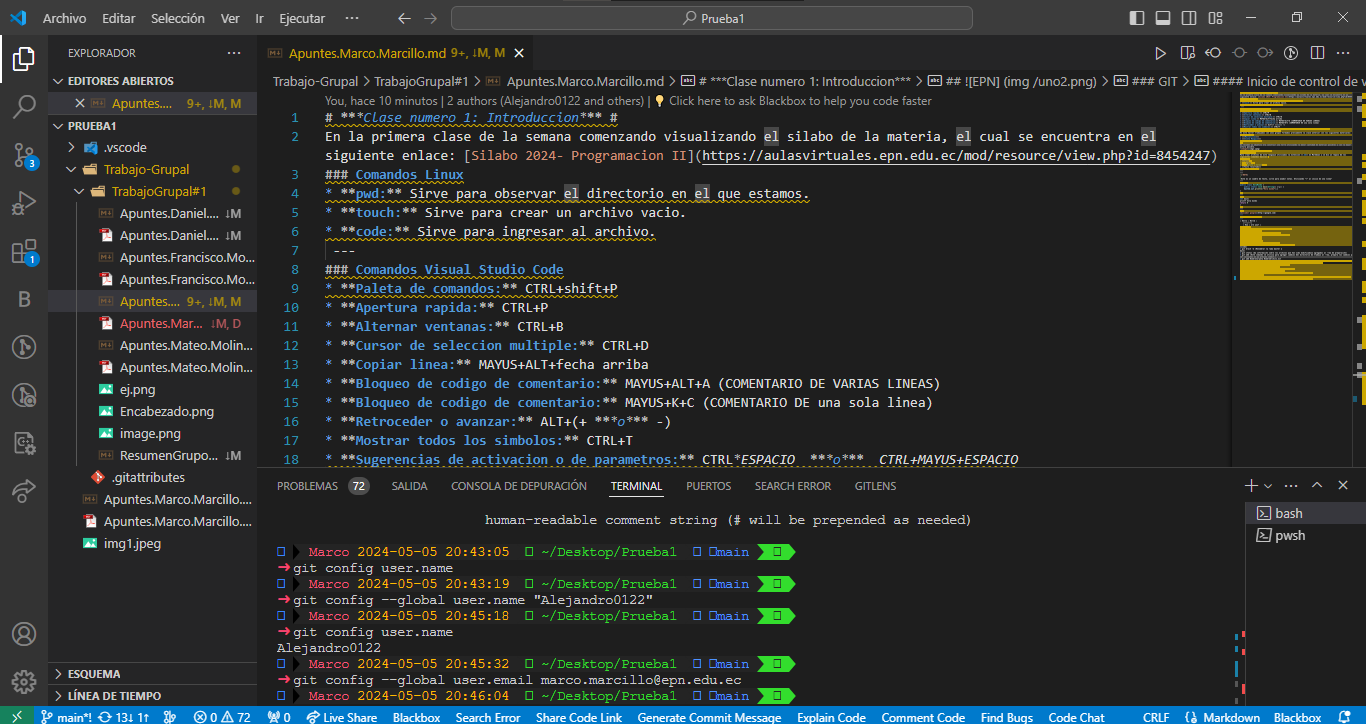 Archivo Editar Selección Ver Ir Ejecutar ··· Prueba1
EXPLORADOR ···
EDITORES ABIERTOS
Apuntes.... 9+, ↓M, M
PRUEBA1
.vscode
Trabajo-Grupal
TrabajoGrupal#1
Apuntes.Daniel.... ↓M
Apuntes.Daniel.... ↓M
Apuntes.Francisco.Mo...
Apuntes.Francisco.Mo...
Apuntes.... 9+, ↓M, M
Apuntes.Mar... ↓M, D
Apuntes.Mateo.Molin...
Apuntes.Mateo.Molin...
ej.png
Encabezado.png
image.png
ResumenGrupo... ↓M
.gitattributes
Apuntes.Marco.Marcillo....
Apuntes.Marco.Marcillo....
img1.jpeg
ESQUEMA
LÍNEA DE TIEMPO
3
1
B
Apuntes.Marco.Marcillo.md 9+, ↓M, M
Trabajo-Grupal > TrabajoGrupal#1 > Apuntes.Marco.Marcillo.md > # ***Clase numero 1: Introduccion*** > ## ![EPN] (img /uno2.png) > ### GIT > #### Inicio de control de v
You, hace 10 minutos | 2 authors (Alejandro0122 and others) | Click here to ask Blackbox to help you code faster
1 # ***Clase numero 1: Introduccion*** #
2 En la primera clase de la semana comenzando visualizando el silabo de la materia, el cual se encuentra en el
siguiente enlace: [Silabo 2024- Programacion II](https://aulasvirtuales.epn.edu.ec/mod/resource/view.php?id=8454247)
3 ### Comandos Linux
4 * **pwd:** Sirve para observar el directorio en el que estamos.
5 * **touch:** Sirve para crear un archivo vacio.
6 * **code:** Sirve para ingresar al archivo.
7 ---
8 ### Comandos Visual Studio Code
9 * **Paleta de comandos:** CTRL+shift+P
10 * **Apertura rapida:** CTRL+P
11 * **Alternar ventanas:** CTRL+B
12 * **Cursor de seleccion multiple:** CTRL+D
13 * **Copiar linea:** MAYUS+ALT+fecha arriba
14 * **Bloqueo de codigo de comentario:** MAYUS+ALT+A (COMENTARIO DE VARIAS LINEAS)
15 * **Bloqueo de codigo de comentario:** MAYUS+K+C (COMENTARIO DE una sola linea)
16 * **Retroceder o avanzar:** ALT+(+ ***o*** -)
17 * **Mostrar todos los simbolos:** CTRL+T
18 * **Sugerencias de activacion o de parametros:** CTRL*ESPACIO ***o*** CTRL+MAYUS+ESPACIO
PROBLEMAS 72 SALIDA CONSOLA DE DEPURACIÓN TERMINAL PUERTOS SEARCH ERROR GITLENS
bash
pwsh
human-readable comment string (# will be prepended as needed)
Marco 2024-05-05 20:43:05 ~/Desktop/Prueba1 main
➜git config user.name
Marco 2024-05-05 20:43:19 ~/Desktop/Prueba1 main
➜git config --global user.name "Alejandro0122"
Marco 2024-05-05 20:45:18 ~/Desktop/Prueba1 main
➜git config user.name
Alejandro0122
Marco 2024-05-05 20:45:32 ~/Desktop/Prueba1 main
➜git config --global user.email marco.marcillo@epn.edu.ec
Marco 2024-05-05 20:46:04 ~/Desktop/Prueba1 main
main*! 13↓ 1↑ 0 72 0 Live Share Blackbox Search Error Share Code Link Generate Commit Message Explain Code Comment Code Find Bugs Code Chat CRLF Markdown Blackbox